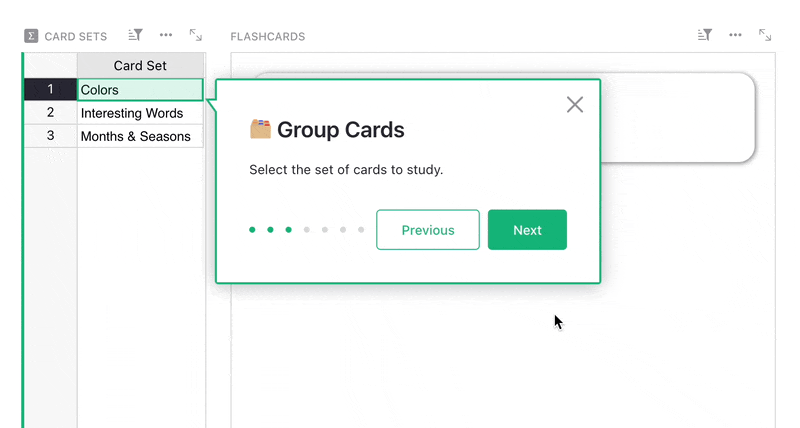 CARD SETS
FLASHCARDS
Card Set
1 Colors
2 Interesting Words
3 Months & Seasons
Group Cards
Select the set of cards to study.
Previous
Next